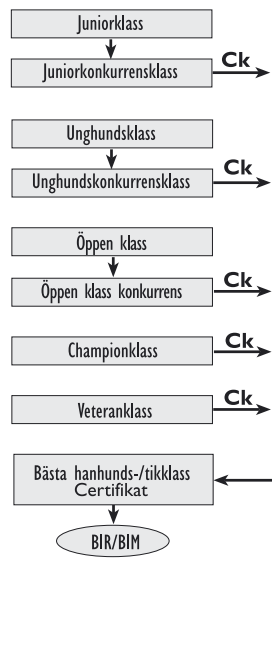 Juniorklass
Ck
Juniorkonkurrensklass
Unghundsklass
Ck
Unghundskonkurrensklass
Öppen klass
Ck
Öppen klass konkurrens
Ck
Championklass
Ck
Veteranklass
Bästa hanhunds-/tikklass
Certifikat
BIR/BIM